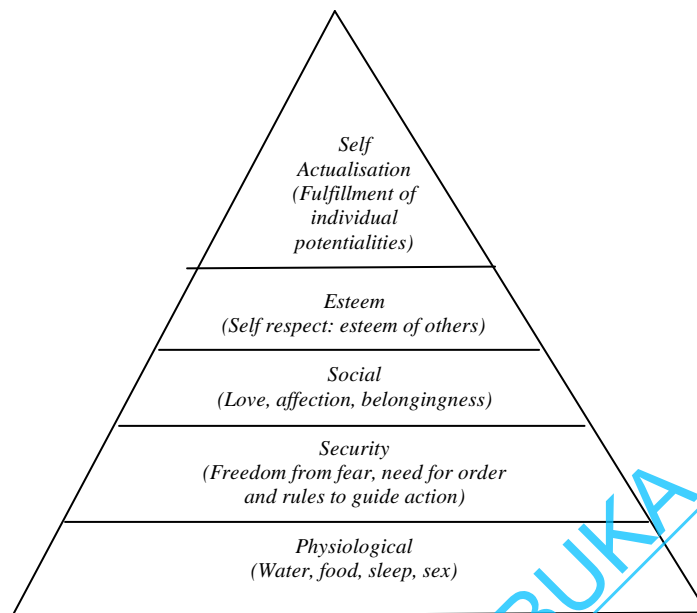 Self
Actualisation
(Fulfillment of
individual
potentialities)
Esteem
(Self respect: esteem of others)
Social
(Love, affection, belongingness)
Security
(Freedom from fear, need for order
and rules to guide action)
Physiological
(Water, food, sleep, sex)
BUKA